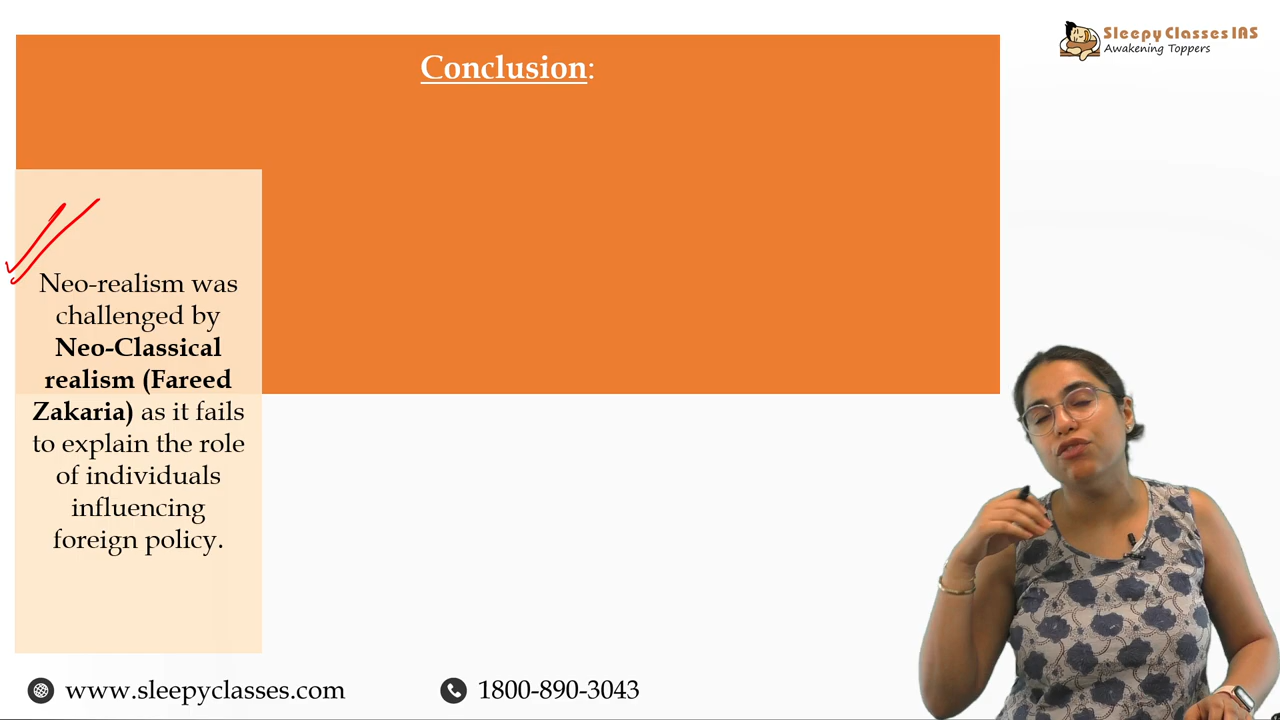 Sleepy Classes IAS
Awakening Toppers
Conclusion:
Neo-realism was
challenged by
Neo-Classical
realism (Fareed
Zakaria) as it fails
to explain the role
of individuals
influencing
foreign policy.
www.sleepyclasses.com
1800-890-3043